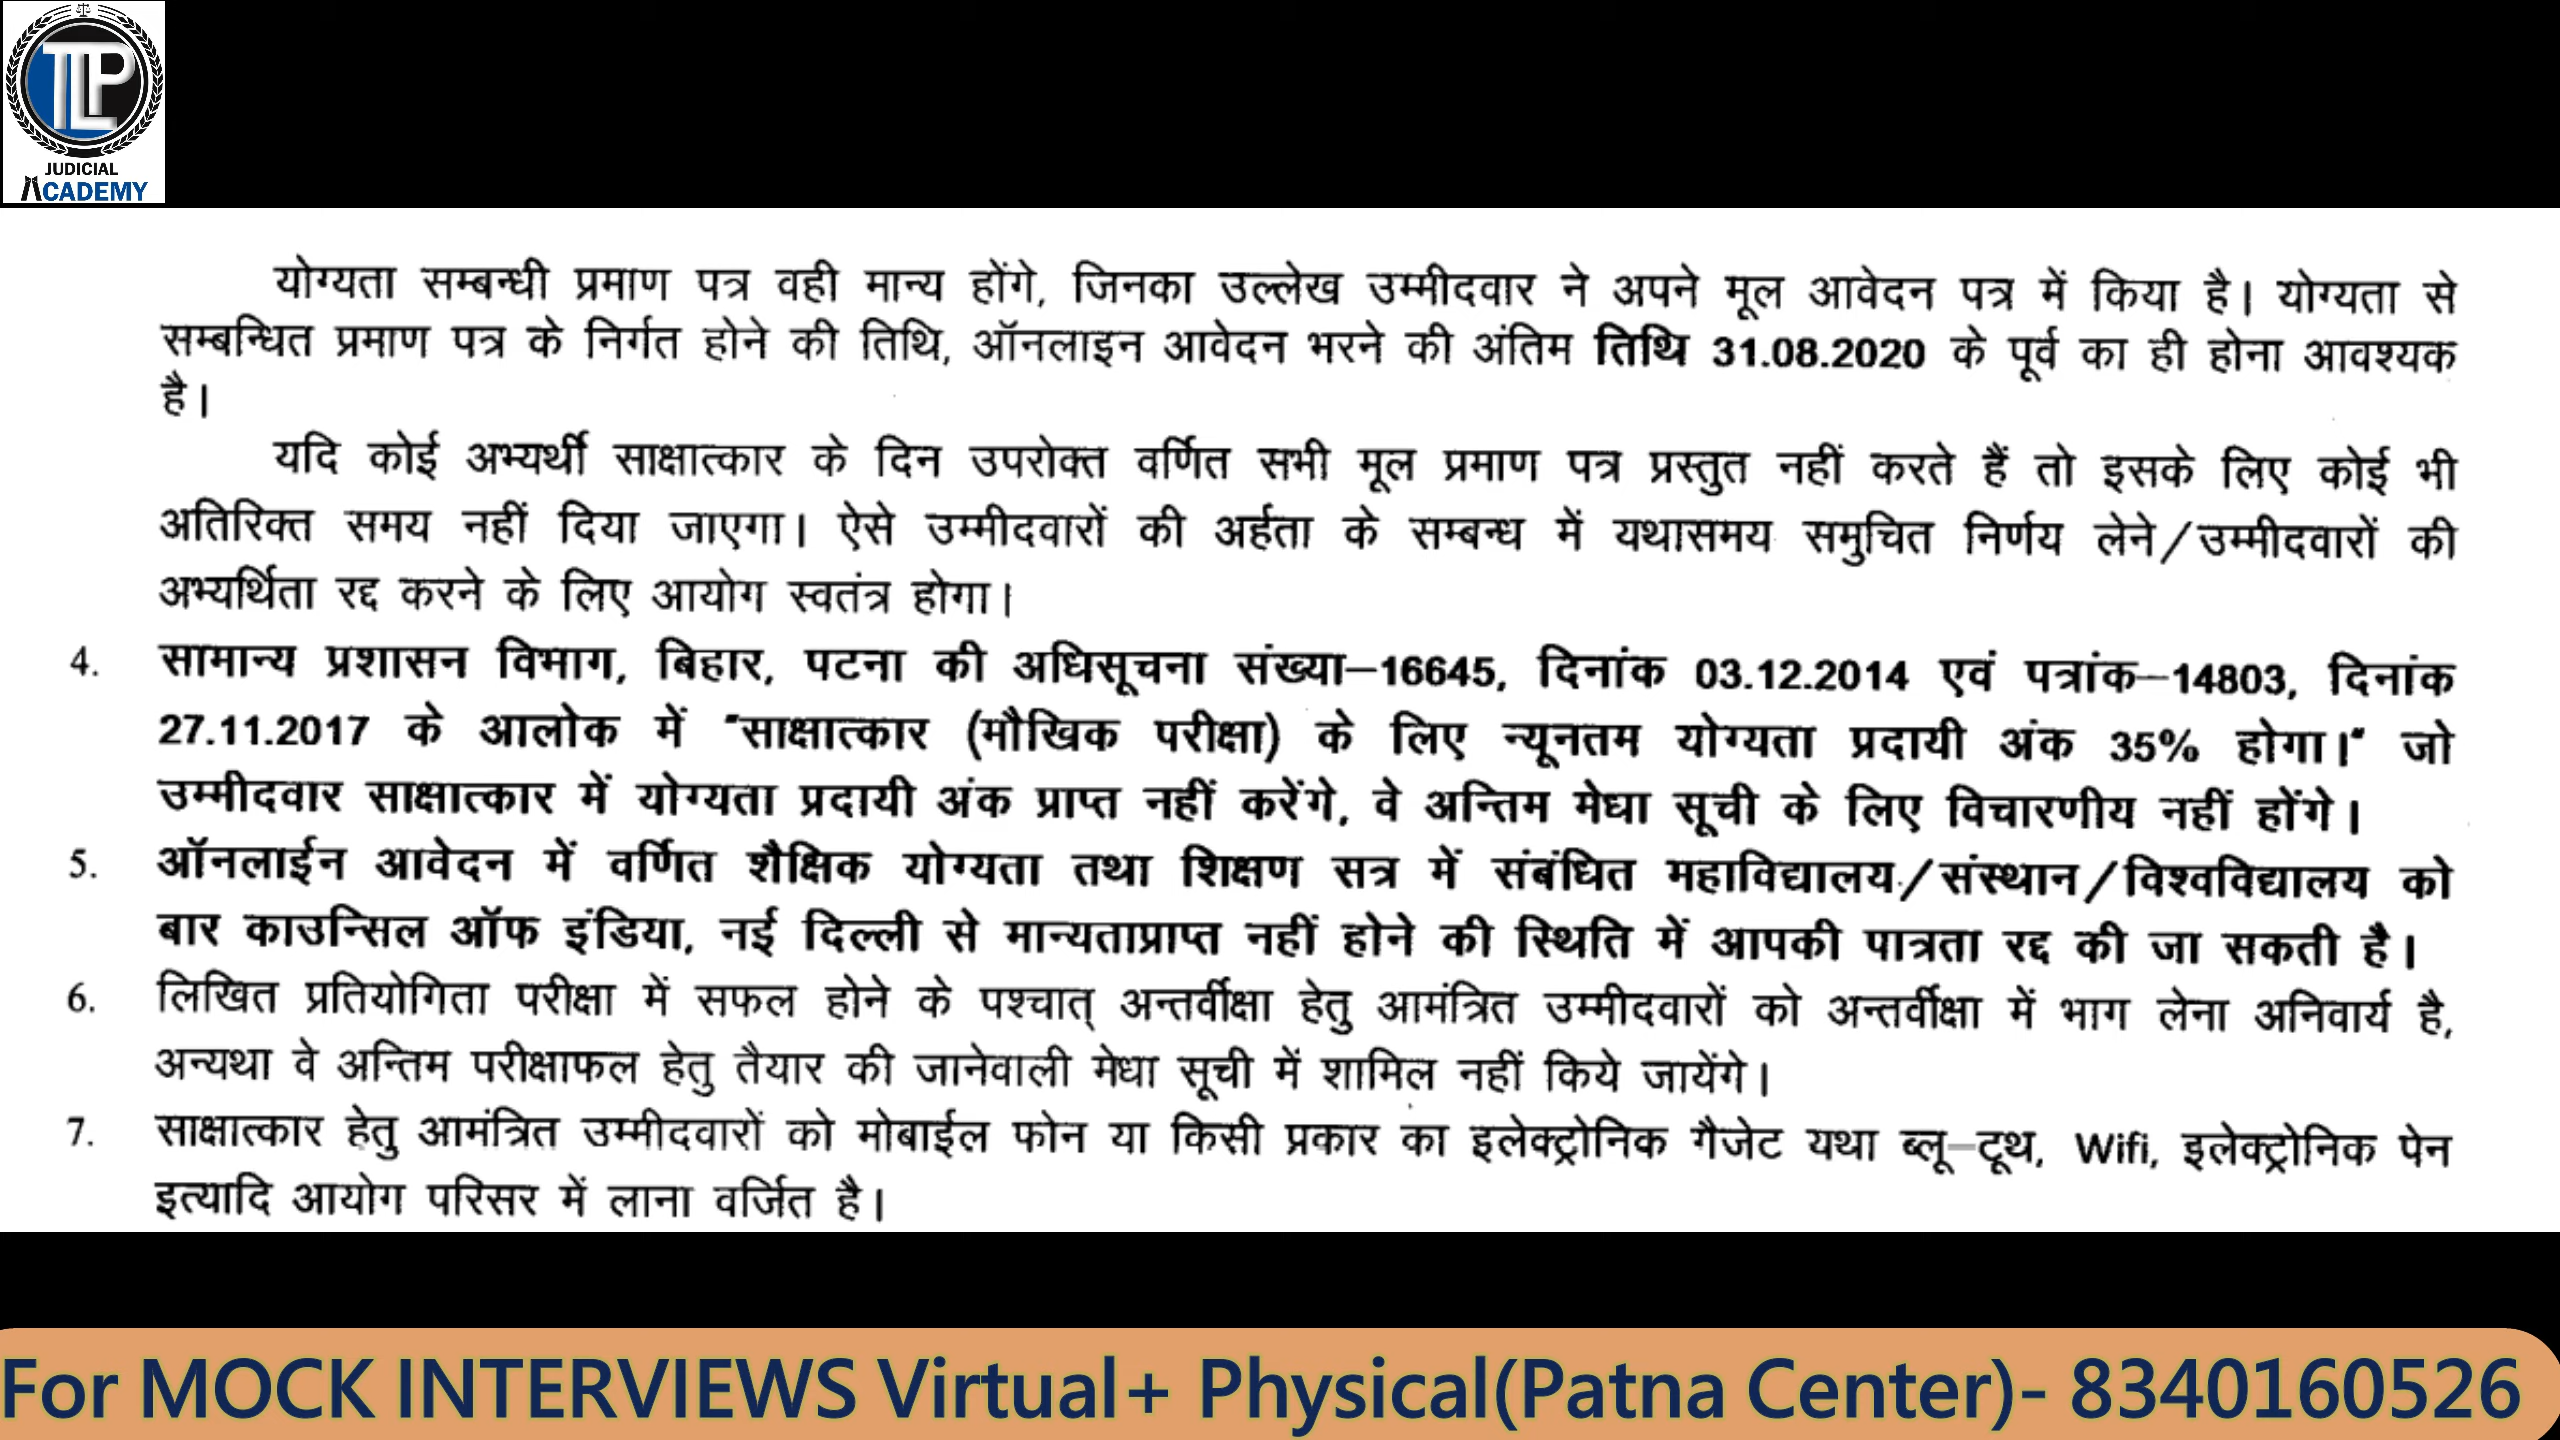 TLP
JUDICIAL
ACADEMY
योग्यता सम्बन्धी प्रमाण पत्र वही मान्य होंगे, जिनका उल्लेख उम्मीदवार ने अपने मूल आवेदन पत्र में किया है। योग्यता से
सम्बन्धित प्रमाण पत्र के निर्गत होने की तिथि, ऑनलाइन आवेदन भरने की अंतिम तिथि 31.08.2020 के पूर्व का ही होना आवश्यक
है।
यदि कोई अभ्यर्थी साक्षात्कार के दिन उपरोक्त वर्णित सभी मूल प्रमाण पत्र प्रस्तुत नहीं करते हैं तो इसके लिए कोई भी
अतिरिक्त समय नहीं दिया जाएगा। ऐसे उम्मीदवारों की अर्हता के सम्बन्ध में यथासमय समुचित निर्णय लेने/उम्मीदवारों की
अभ्यर्थिता रद्द करने के लिए आयोग स्वतंत्र होगा।
4. सामान्य प्रशासन विभाग, बिहार, पटना की अधिसूचना संख्या–16645, दिनांक 03.12.2014 एवं पत्रांक–14803, दिनांक
27.11.2017 के आलोक में "साक्षात्कार (मौखिक परीक्षा) के लिए न्यूनतम योग्यता प्रदायी अंक 35% होगा।" जो
उम्मीदवार साक्षात्कार में योग्यता प्रदायी अंक प्राप्त नहीं करेंगे, वे अन्तिम मेधा सूची के लिए विचारणीय नहीं होंगे।
5. ऑनलाईन आवेदन में वर्णित शैक्षिक योग्यता तथा शिक्षण सत्र में संबंधित महाविद्यालय/संस्थान/विश्वविद्यालय को
बार काउन्सिल ऑफ इंडिया, नई दिल्ली से मान्यताप्राप्त नहीं होने की स्थिति में आपकी पात्रता रद्द की जा सकती है।
6. लिखित प्रतियोगिता परीक्षा में सफल होने के पश्चात् अन्तर्वीक्षा हेतु आमंत्रित उम्मीदवारों को अन्तर्वीक्षा में भाग लेना अनिवार्य है,
अन्यथा वे अन्तिम परीक्षाफल हेतु तैयार की जानेवाली मेधा सूची में शामिल नहीं किये जायेंगे।
7. साक्षात्कार हेतु आमंत्रित उम्मीदवारों को मोबाईल फोन या किसी प्रकार का इलेक्ट्रोनिक गैजेट यथा ब्लू–टूथ, Wifi, इलेक्ट्रोनिक पेन
इत्यादि आयोग परिसर में लाना वर्जित है।
For MOCK INTERVIEWS Virtual+ Physical(Patna Center)- 8340160526